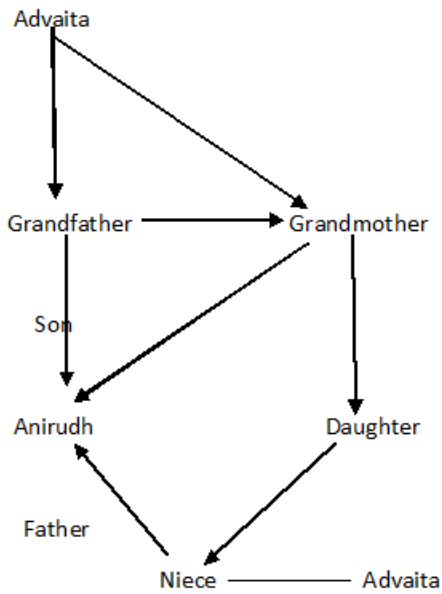 Advaita
Grandfather Grandmother
Son
Anirudh Daughter
Father
Niece Advaita